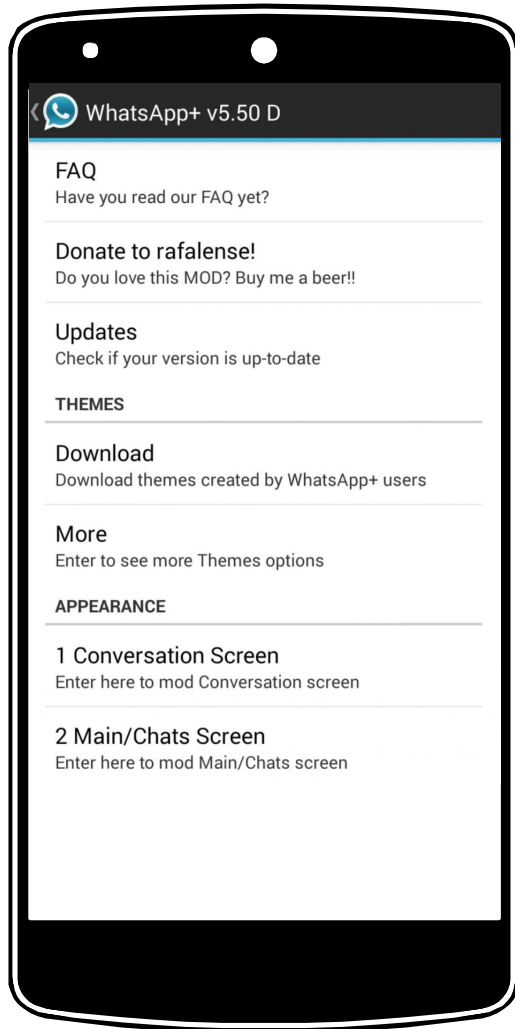 WhatsApp+ v5.50 D
FAQ
Have you read our FAQ yet?
Donate to rafalense!
Do you love this MOD? Buy me a beer!!
Updates
Check if your version is up-to-date
THEMES
Download
Download themes created by WhatsApp+ users
More
Enter to see more Themes options
APPEARANCE
1 Conversation Screen
Enter here to mod Conversation screen
2 Main/Chats Screen
Enter here to mod Main/Chats screen